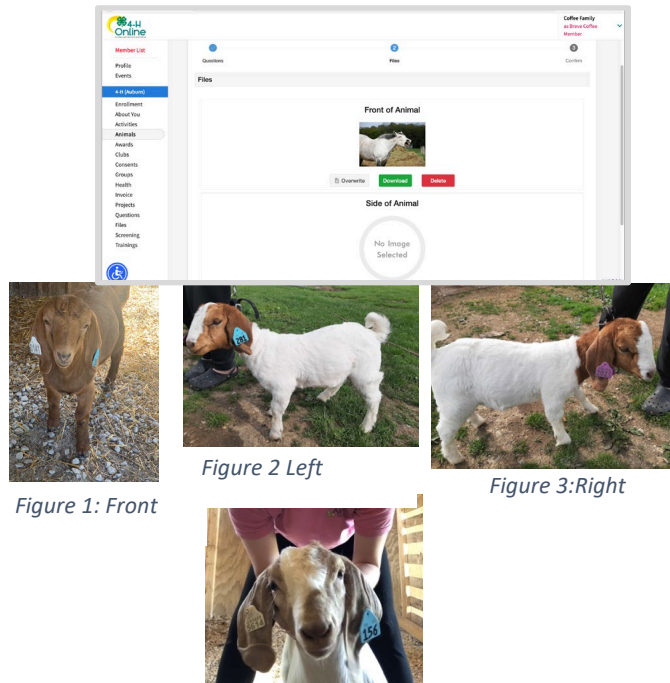 4-H
Online
Coffee Family
as Breve Coffee
Member
Member List
Profile
Events
4-H (Auburn)
Enrollment
About You
Activities
Animals
Awards
Clubs
Consents
Groups
Health
Invoice
Projects
Questions
Files
Screening
Trainings
2
3
Questions
Files
Confirm
Files
Front of Animal
Overwrite
Download
Delete
Side of Animal
No Image
Selected
291
Figure 1: Front
Figure 2 Left
Figure 3:Right
156